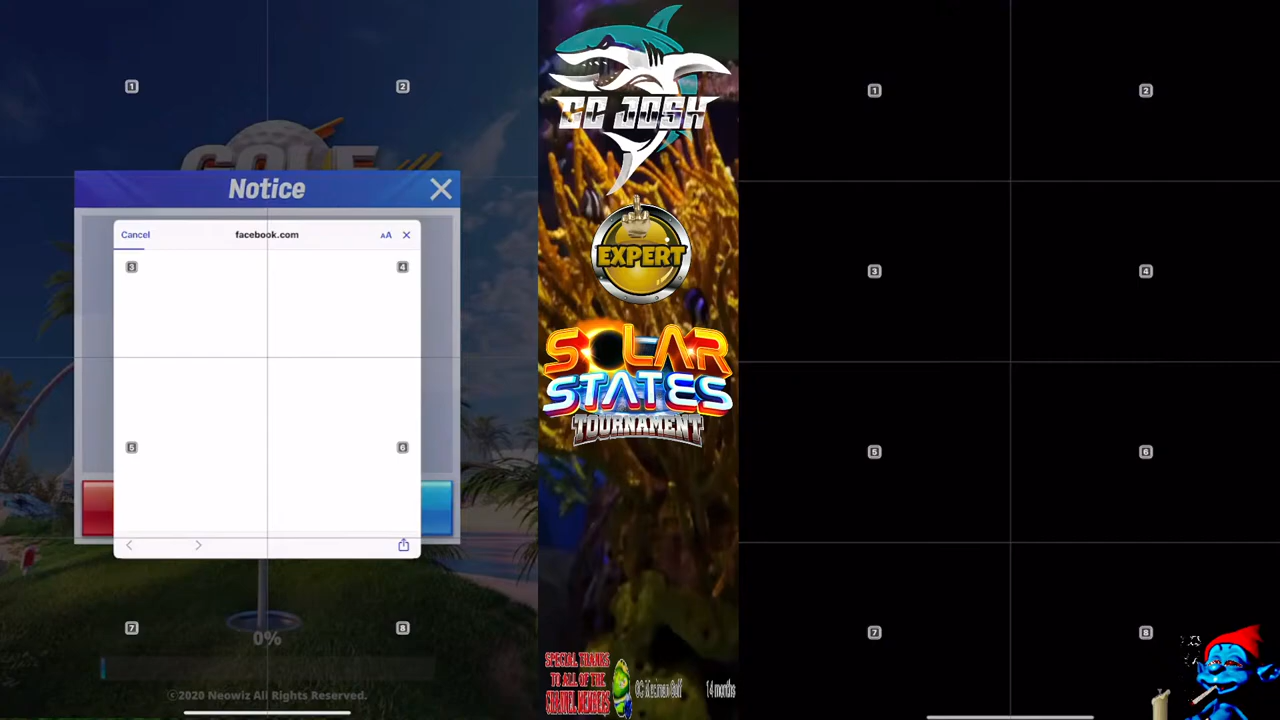 1
2
GOLF
Notice
Cancel
facebook.com
AA
3
4
5
6
7
8
0%
©2020 Neowiz All Rights Reserved.
GC JOSH
EXPERT
SOLAR
STATES
TOURNAMENT
SPECIAL THANKS
TO ALL OF THE
CHANNEL MEMBERS
14 months
1
2
3
4
5
6
7
8